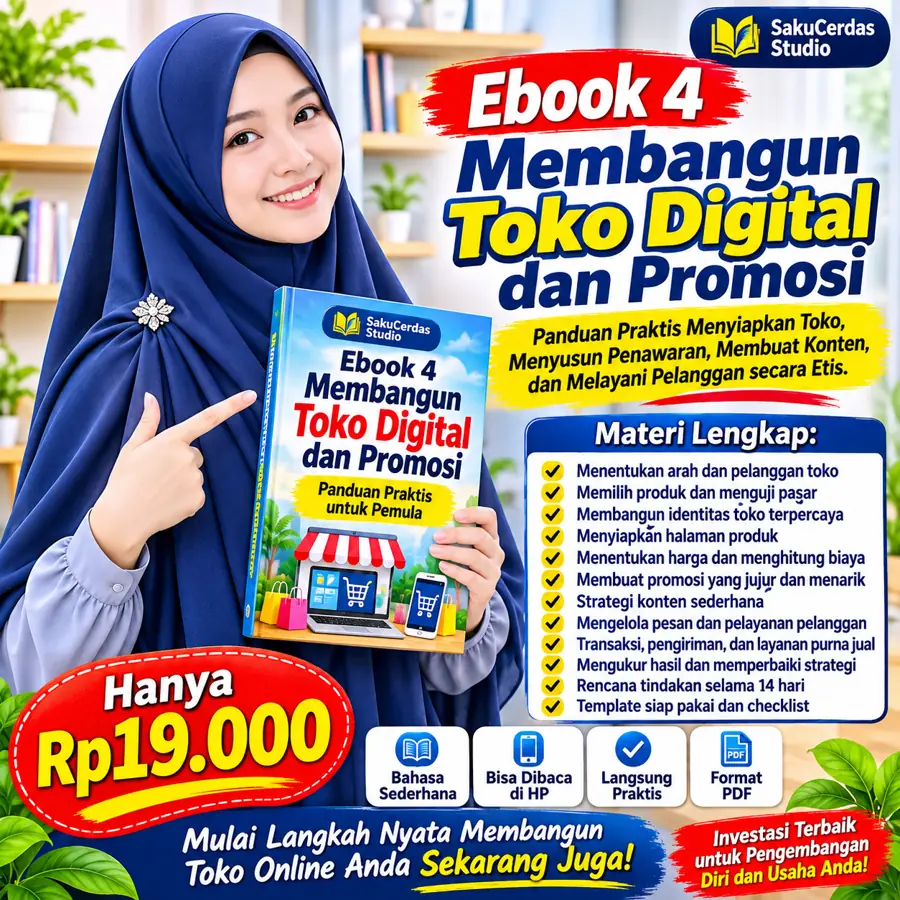 SakuCerdas
Studio
Ebook 4
Membangun
Toko Digital
dan Promosi
Panduan Praktis Menyiapkan Toko,
Menyusun Penawaran, Membuat Konten,
dan Melayani Pelanggan secara Etis.
SakuCerdas
Studio
Ebook 4
Membangun
Toko Digital
dan Promosi
Panduan Praktis
untuk Pemula
Materi Lengkap:
Menentukan arah dan pelanggan toko
Memilih produk dan menguji pasar
Membangun identitas toko terpercaya
Menyiapkan halaman produk
Menentukan harga dan menghitung biaya
Membuat promosi yang jujur dan menarik
Strategi konten sederhana
Mengelola pesan dan pelayanan pelanggan
Transaksi, pengiriman, dan layanan purna jual
Mengukur hasil dan memperbaiki strategi
Rencana tindakan selama 14 hari
Template siap pakai dan checklist
Hanya
Rp19.000
Bahasa
Sederhana
Bisa Dibaca
di HP
Langsung
Praktis
PDF
Format
PDF
Mulai Langkah Nyata Membangun
Toko Online Anda Sekarang Juga!
Investasi Terbaik
untuk Pengembangan
Diri dan Usaha Anda!